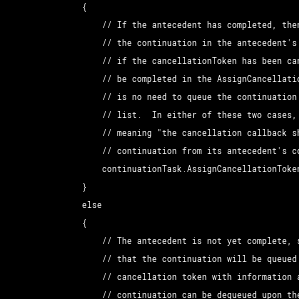 {
// If the antecedent has completed, then
// the continuation in the antecedent's
// if the cancellationToken has been can
// be completed in the AssignCancellatio
// is no need to queue the continuation
// list. In either of these two cases,
// meaning "the cancellation callback sh
// continuation from its antecedent's co
continuationTask.AssignCancellationToken
}
else
{
// The antecedent is not yet complete, s
// that the continuation will be queued
// cancellation token with information a
// continuation can be dequeued upon the